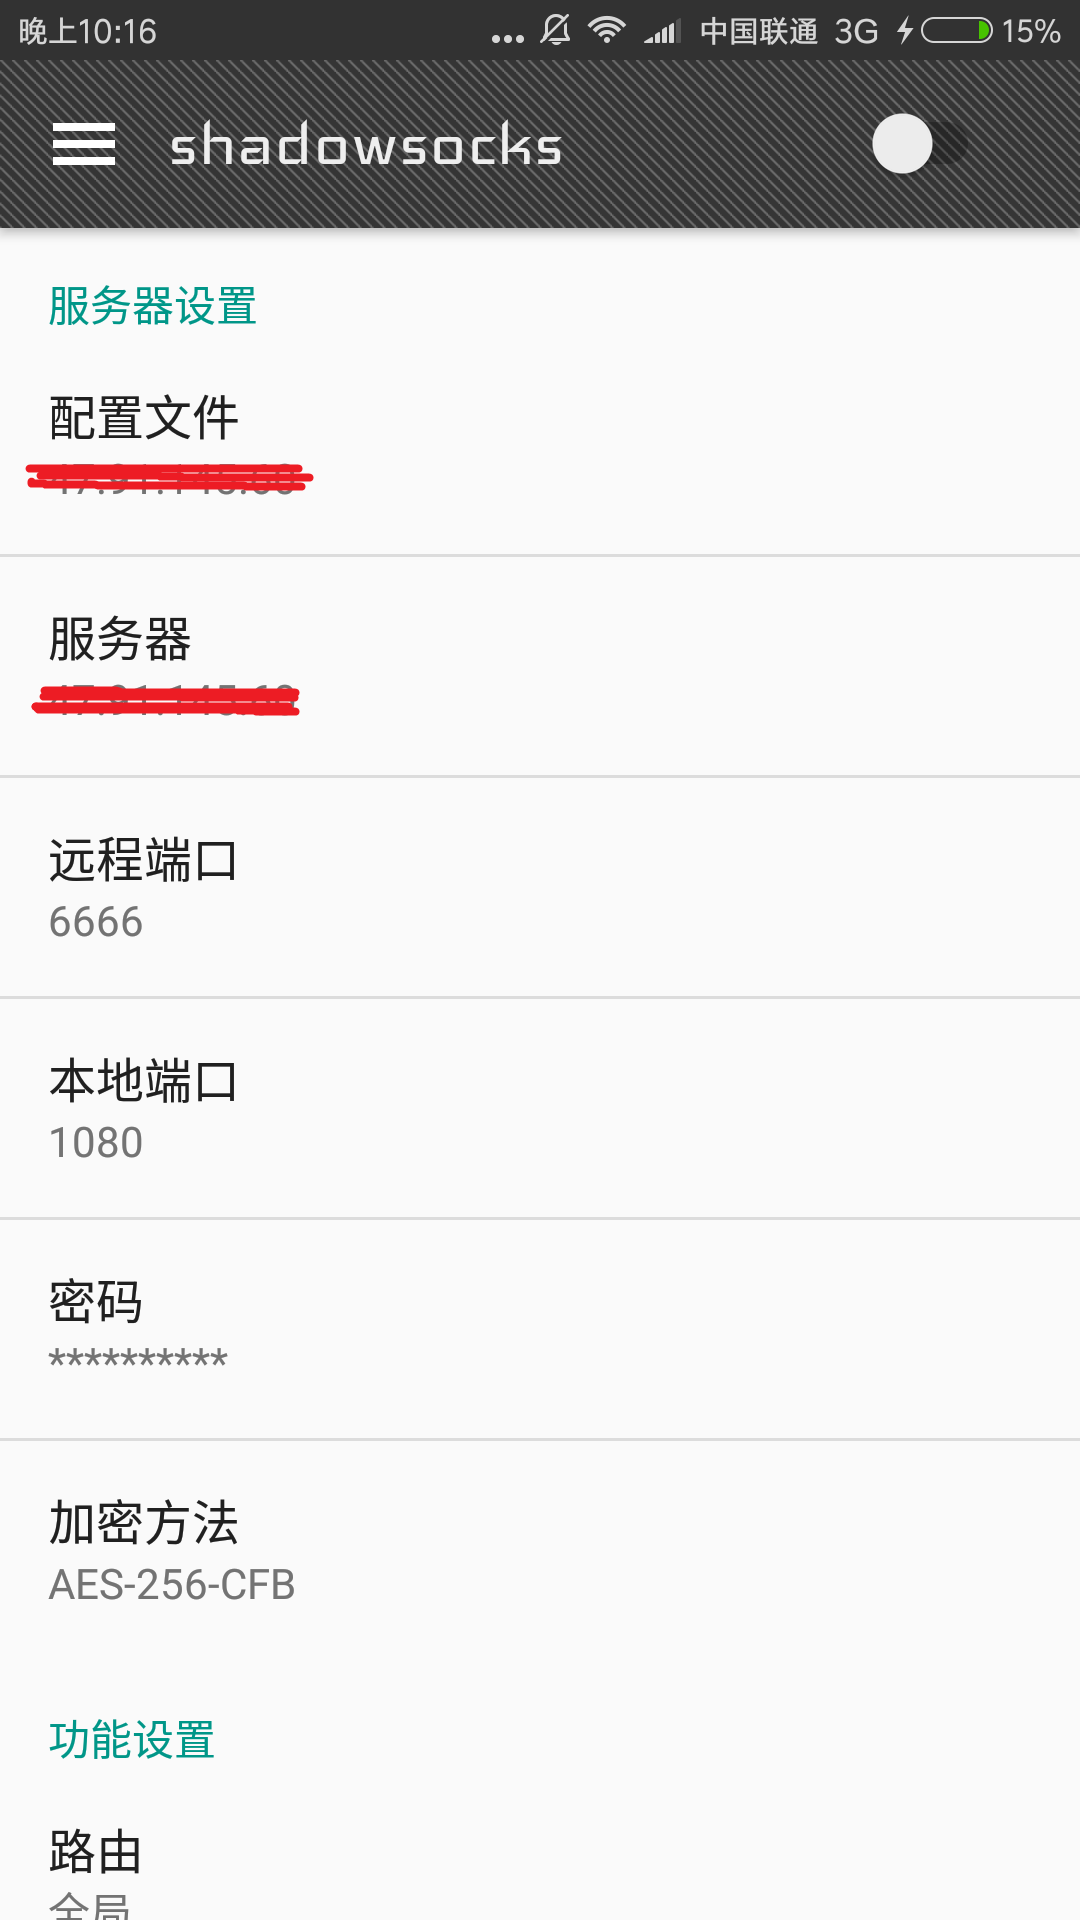 晚上10:16
中国联通 3G 15%
shadowsocks
服务器设置
配置文件
服务器
远程端口
6666
本地端口
1080
密码
**********
加密方法
AES-256-CFB
功能设置
路由
全局